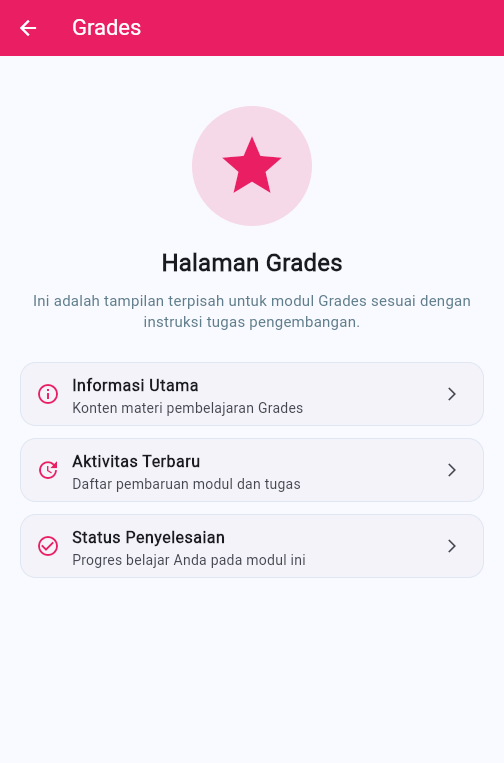 Grades
Halaman Grades
Ini adalah tampilan terpisah untuk modul Grades sesuai dengan
instruksi tugas pengembangan.
Informasi Utama
Konten materi pembelajaran Grades
Aktivitas Terbaru
Daftar pembaruan modul dan tugas
Status Penyelesaian
Progres belajar Anda pada modul ini